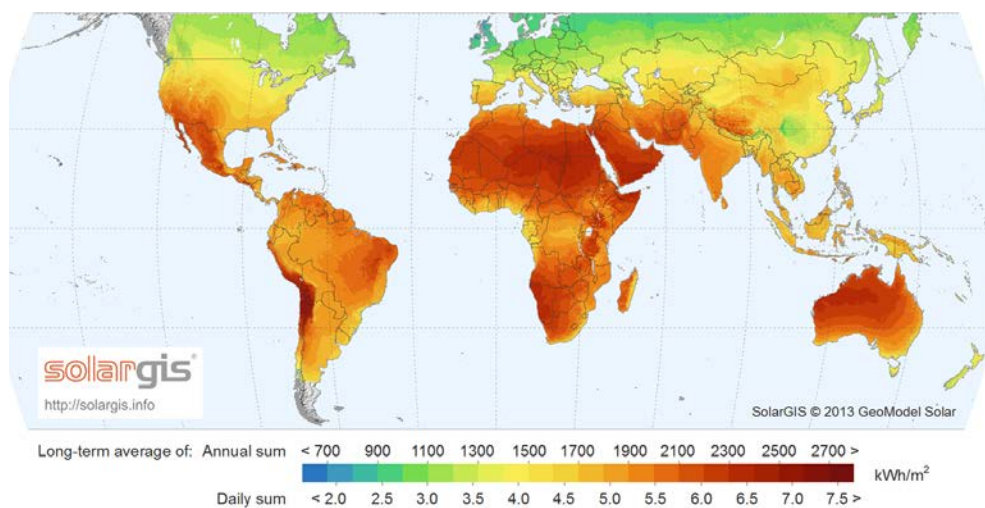 solargis®
http://solargis.info
SolarGIS © 2013 GeoModel Solar
Long-term average of: Annual sum < 700 900 1100 1300 1500 1700 1900 2100 2300 2500 2700 >
kWh/m²
Daily sum < 2.0 2.5 3.0 3.5 4.0 4.5 5.0 5.5 6.0 6.5 7.0 7.5 >